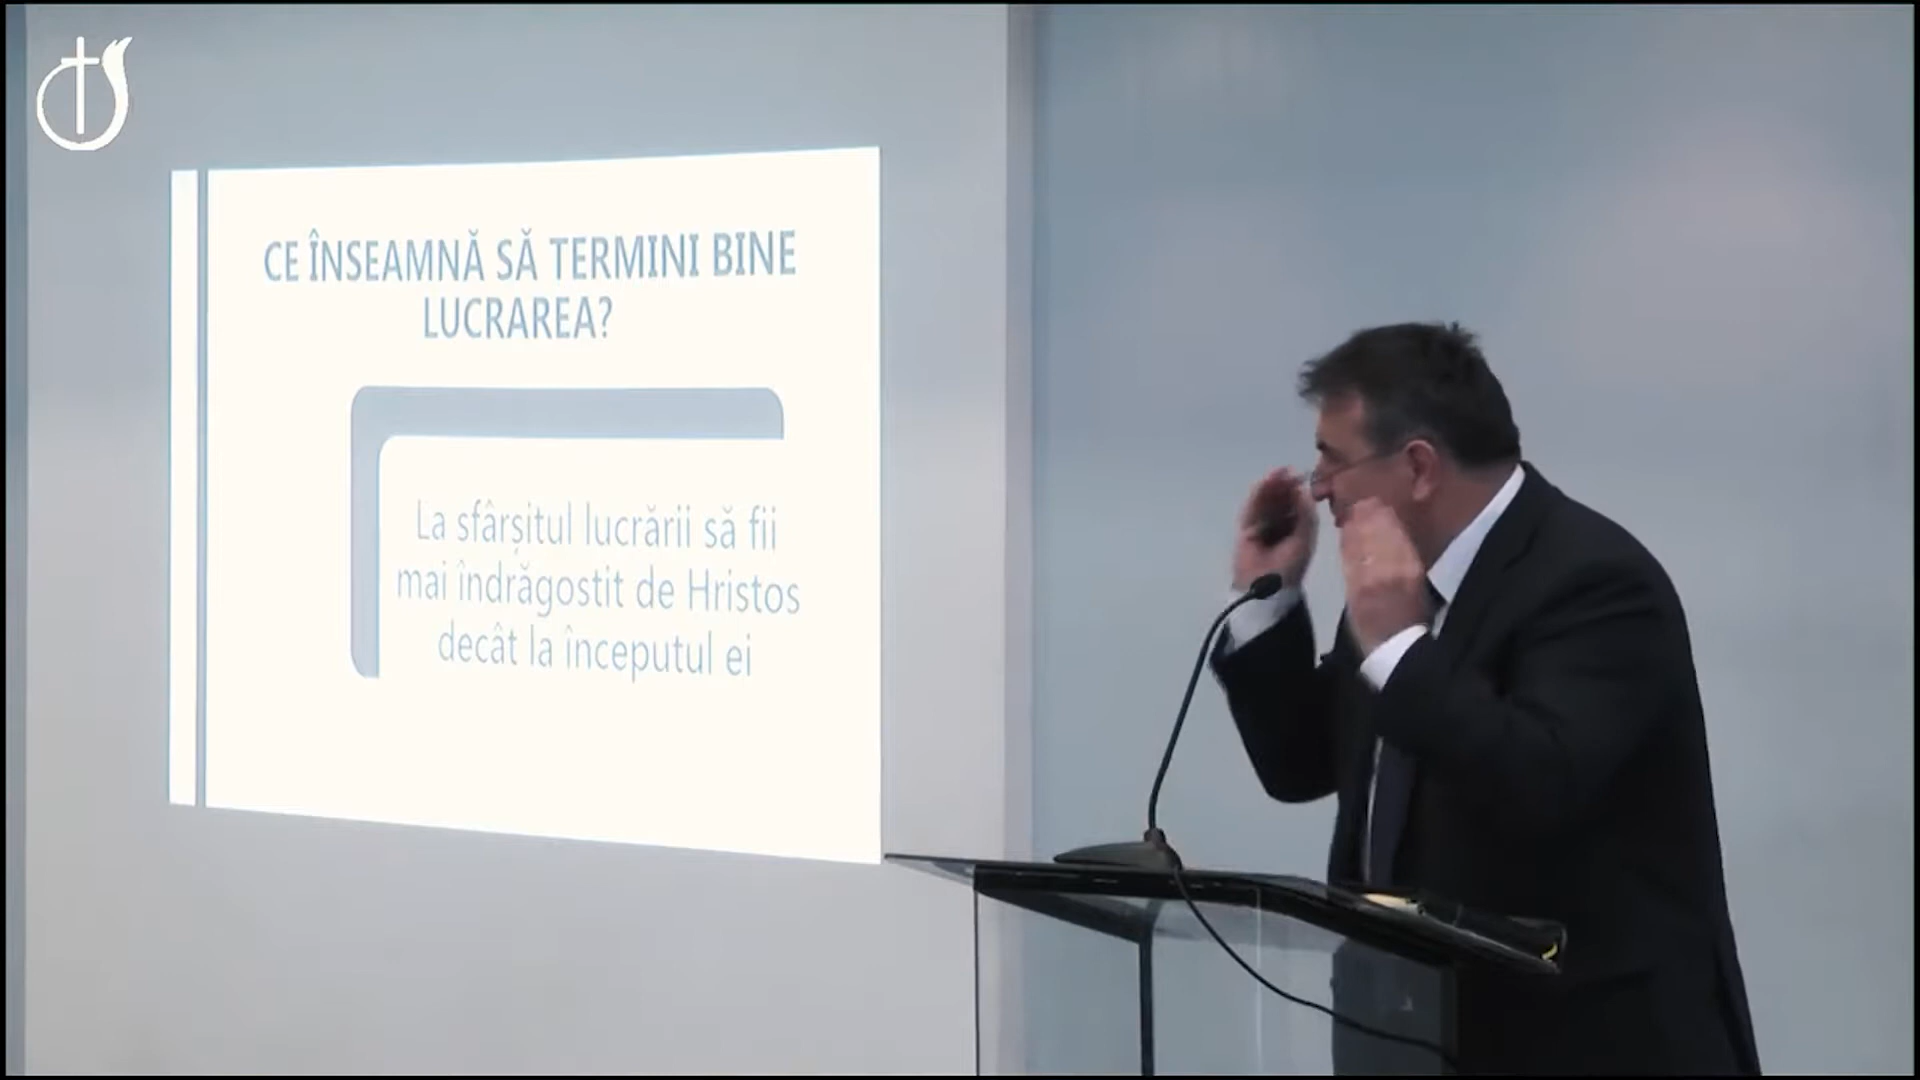 CE ÎNSEAMNĂ SĂ TERMINI BINE
LUCRAREA?
La sfârșitul lucrării să fii
mai îndrăgostit de Hristos
decât la începutul ei